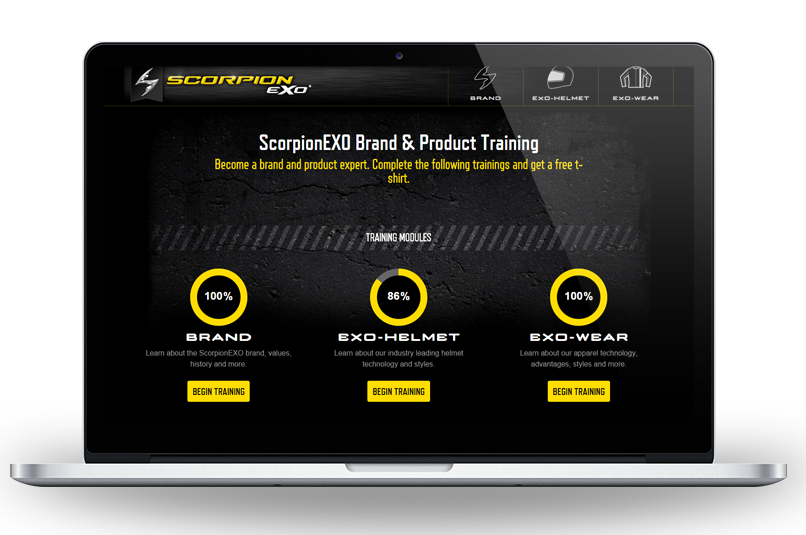 SCORPION
EXO
BRAND
EXO-HELMET
EXO-WEAR
ScorpionEXO Brand & Product Training
Become a brand and product expert. Complete the following trainings and get a free t-
shirt.
TRAINING MODULES
100%
86%
100%
BRAND
EXO-HELMET
EXO-WEAR
Learn about the ScorpionEXO brand, values,
history and more.
Learn about our industry leading helmet
technology and styles.
Learn about our apparel technology,
advantages, styles and more.
BEGIN TRAINING
BEGIN TRAINING
BEGIN TRAINING